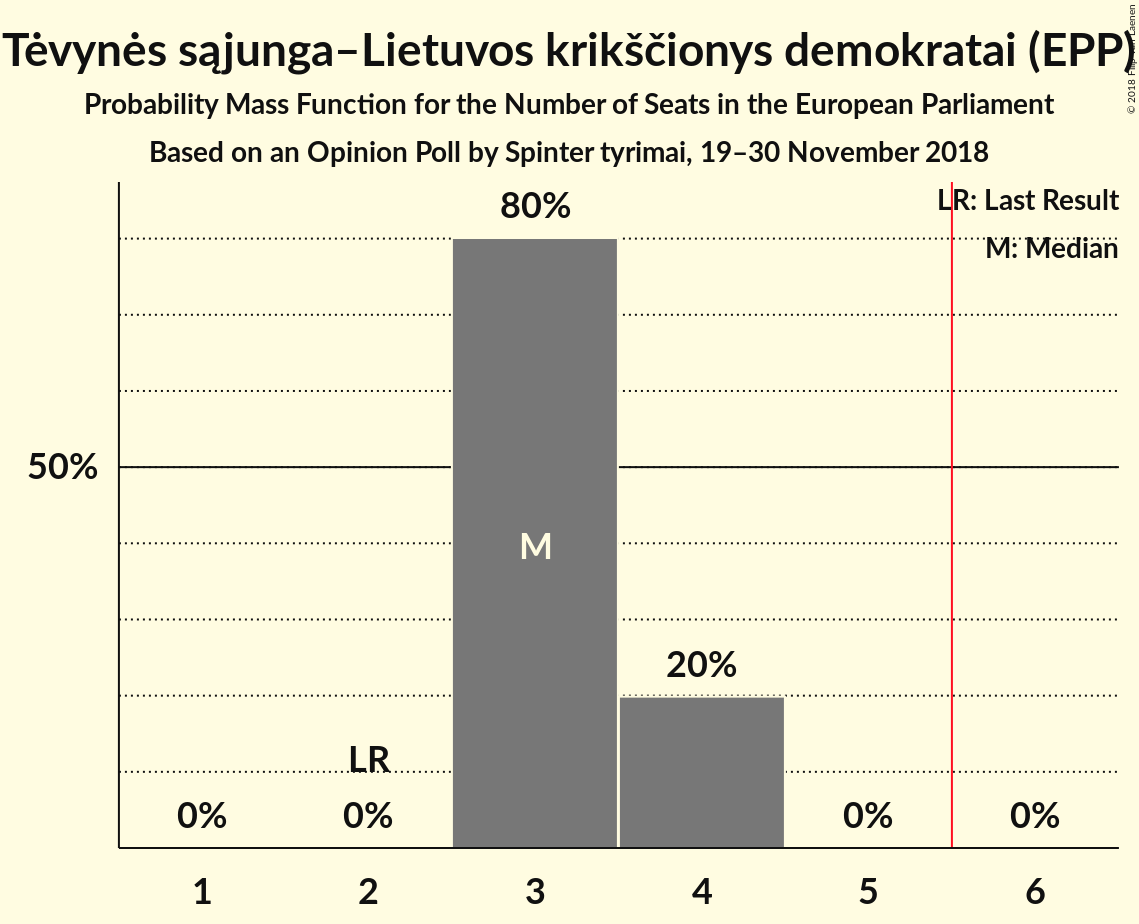 Tėvynės sąjunga–Lietuvos krikščionys demokratai (EPP)
Probability Mass Function for the Number of Seats in the European Parliament
Based on an Opinion Poll by Spinter tyrimai, 19–30 November 2018
© 2018 Filip van Laenen
LR: Last Result
M: Median
80%
50%
M
20%
LR
0% 0% 0% 0%
1 2 3 4 5 6